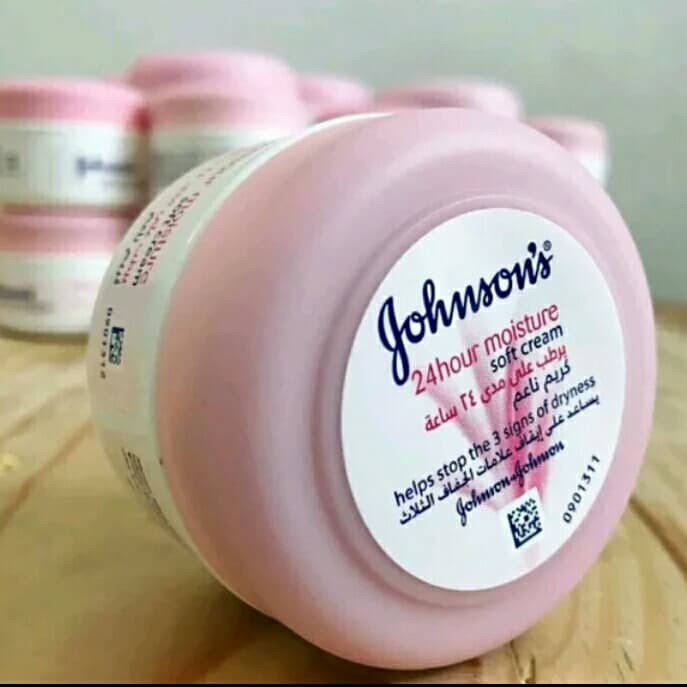 Johnson's®
24hour moisture
soft cream
يرطب على مدى ٢٤ ساعة
كريم ناعم
helps stop the 3 signs of dryness
يساعد على إيقاف علامات الجفاف الثلاث
Johnson & Johnson
0901311